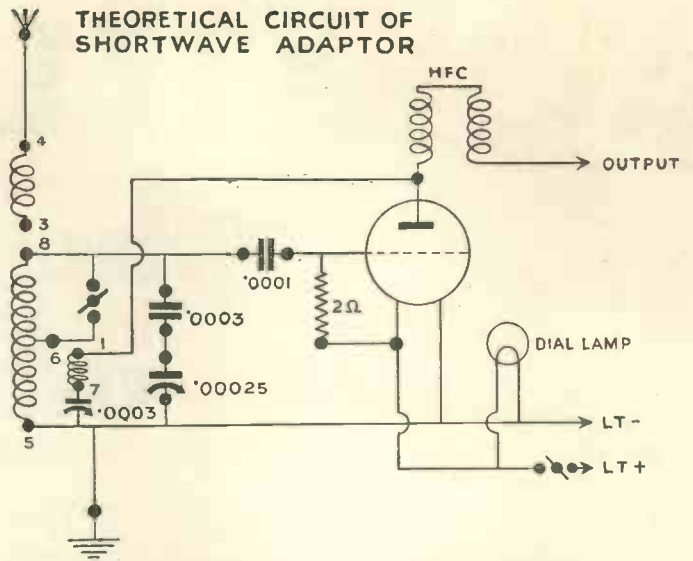 THEORETICAL CIRCUIT OF
SHORTWAVE ADAPTOR
HFC
4
OUTPUT
3
8
.0001
.0003
2Ω
DIAL LAMP
6
1
7
.00025
.0003
5
LT-
LT+